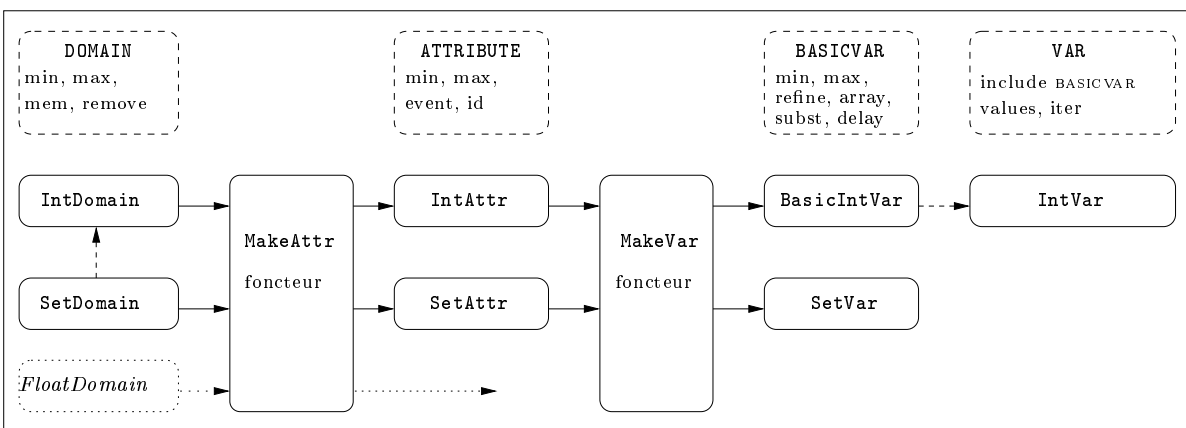 DOMAIN
min, max,
mem, remove
ATTRIBUTE
min, max,
event, id
BASICVAR
min, max,
refine, array,
subst, delay
VAR
include BASICVAR
values, iter
IntDomain
MakeAttr
foncteur
IntAttr
MakeVar
foncteur
BasicIntVar
IntVar
SetDomain
SetAttr
SetVar
FloatDomain